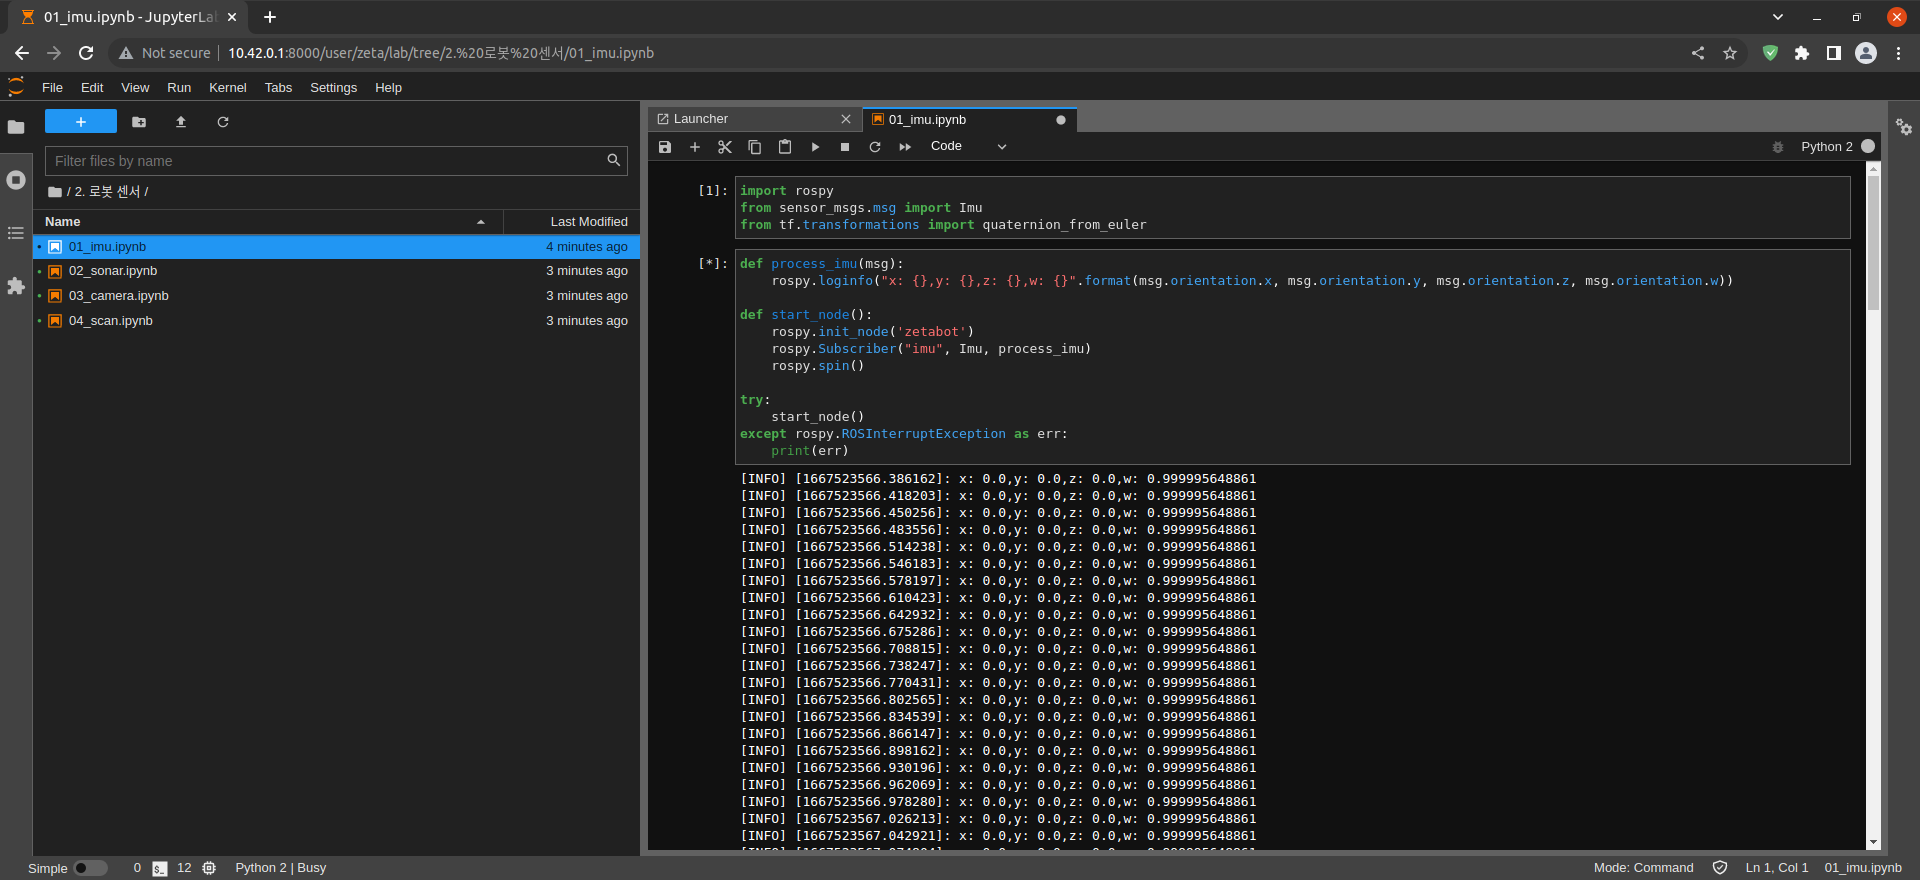 01_imu.ipynb - JupyterLa
Not secure
10.42.0.1:8000/user/zeta/lab/tree/2.%20로봇%20센서/01_imu.ipynb
File Edit View Run Kernel Tabs Settings Help
Filter files by name
/ 2. 로봇 센서 /
Name Last Modified
01_imu.ipynb 4 minutes ago
02_sonar.ipynb 3 minutes ago
03_camera.ipynb 3 minutes ago
04_scan.ipynb 3 minutes ago
Launcher
01_imu.ipynb
Code
Python 2
[1]: import rospy
from sensor_msgs.msg import Imu
from tf.transformations import quaternion_from_euler
[*]: def process_imu(msg):
    rospy.loginfo("x: {},y: {},z: {},w: {}".format(msg.orientation.x, msg.orientation.y, msg.orientation.z, msg.orientation.w))
def start_node():
    rospy.init_node('zetabot')
    rospy.Subscriber("imu", Imu, process_imu)
    rospy.spin()
try:
    start_node()
except rospy.ROSInterruptException as err:
    print(err)
[INFO] [1667523566.386162]: x: 0.0,y: 0.0,z: 0.0,w: 0.999995648861
[INFO] [1667523566.418203]: x: 0.0,y: 0.0,z: 0.0,w: 0.999995648861
[INFO] [1667523566.450256]: x: 0.0,y: 0.0,z: 0.0,w: 0.999995648861
[INFO] [1667523566.483556]: x: 0.0,y: 0.0,z: 0.0,w: 0.999995648861
[INFO] [1667523566.514238]: x: 0.0,y: 0.0,z: 0.0,w: 0.999995648861
[INFO] [1667523566.546183]: x: 0.0,y: 0.0,z: 0.0,w: 0.999995648861
[INFO] [1667523566.578197]: x: 0.0,y: 0.0,z: 0.0,w: 0.999995648861
[INFO] [1667523566.610423]: x: 0.0,y: 0.0,z: 0.0,w: 0.999995648861
[INFO] [1667523566.642932]: x: 0.0,y: 0.0,z: 0.0,w: 0.999995648861
[INFO] [1667523566.675286]: x: 0.0,y: 0.0,z: 0.0,w: 0.999995648861
[INFO] [1667523566.708815]: x: 0.0,y: 0.0,z: 0.0,w: 0.999995648861
[INFO] [1667523566.738247]: x: 0.0,y: 0.0,z: 0.0,w: 0.999995648861
[INFO] [1667523566.770431]: x: 0.0,y: 0.0,z: 0.0,w: 0.999995648861
[INFO] [1667523566.802565]: x: 0.0,y: 0.0,z: 0.0,w: 0.999995648861
[INFO] [1667523566.834539]: x: 0.0,y: 0.0,z: 0.0,w: 0.999995648861
[INFO] [1667523566.866147]: x: 0.0,y: 0.0,z: 0.0,w: 0.999995648861
[INFO] [1667523566.898162]: x: 0.0,y: 0.0,z: 0.0,w: 0.999995648861
[INFO] [1667523566.930196]: x: 0.0,y: 0.0,z: 0.0,w: 0.999995648861
[INFO] [1667523566.962069]: x: 0.0,y: 0.0,z: 0.0,w: 0.999995648861
[INFO] [1667523566.978280]: x: 0.0,y: 0.0,z: 0.0,w: 0.999995648861
[INFO] [1667523567.026213]: x: 0.0,y: 0.0,z: 0.0,w: 0.999995648861
[INFO] [1667523567.042921]: x: 0.0,y: 0.0,z: 0.0,w: 0.999995648861
Simple 0 12 Python 2 | Busy
Mode: Command Ln 1, Col 1 01_imu.ipynb